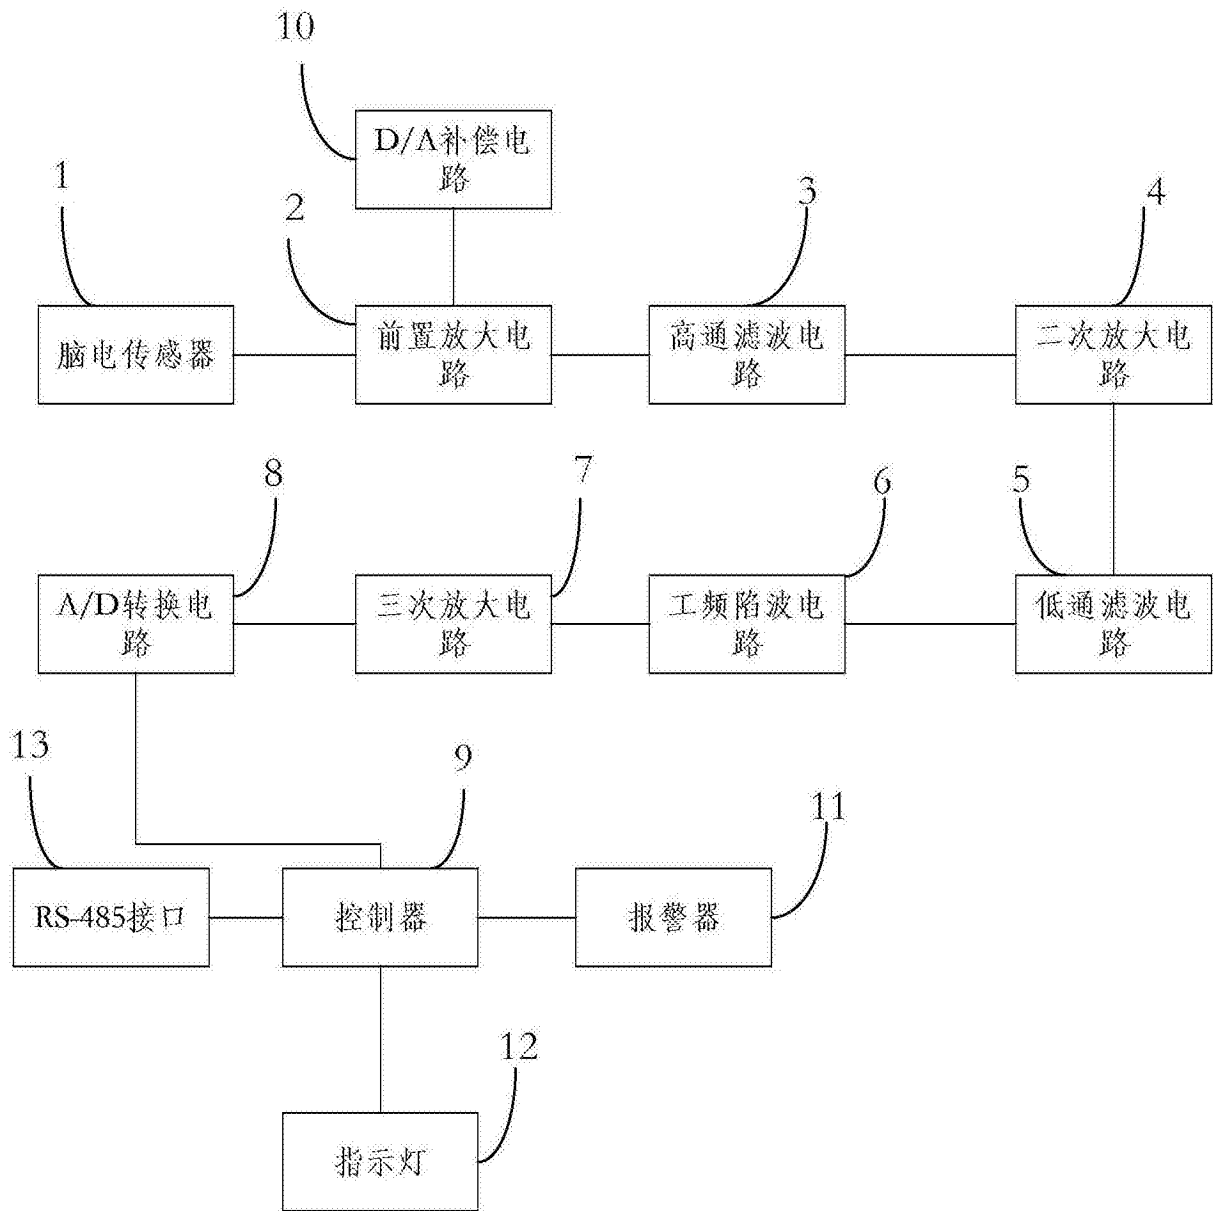 10
D/A补偿电
路
1
2
3
4
脑电传感器
前置放大电
路
高通滤波电
路
二次放大电
路
8
7
6
5
A/D转换电
路
三次放大电
路
工频陷波电
路
低通滤波电
路
13
9
11
RS-485接口
控制器
报警器
12
指示灯